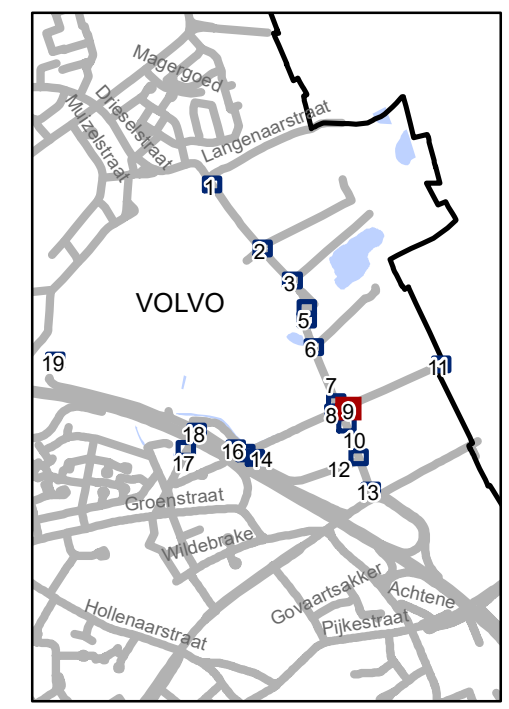 Magergoed
Drieselstraat
Muizelstraat
Langenaarstraat
1
2
3
VOLVO
5
6
19
11
7
8
9
18
10
16
14
17
12
13
Groenstraat
Wildebrake
Govaartsakker
Achtene
Hollenaarstraat
Pijkestraat